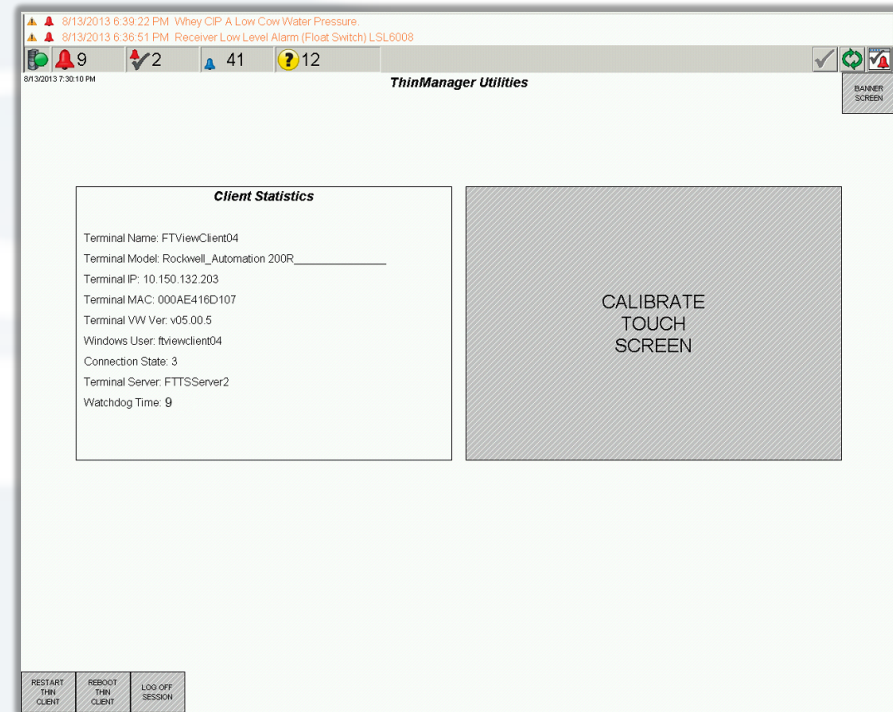 8/13/2013 6:39:22 PM Whey CIP A Low Cow Water Pressure.
8/13/2013 6:36:51 PM Receiver Low Level Alarm (Float Switch) LSL6008
9 2 41 ? 12
8/13/2013 7:30:10 PM
ThinManager Utilities
BANNER
SCREEN
Client Statistics
Terminal Name: FTViewClient04
Terminal Model: Rockwell_Automation 200R________________
Terminal IP: 10.150.132.203
Terminal MAC: 000AE416D107
Terminal VW Ver: v05.00.5
Windows User: ftviewclient04
Connection State: 3
Terminal Server: FTTSServer2
Watchdog Time: 9
CALIBRATE
TOUCH
SCREEN
RESTART
THIN
CLIENT
REBOOT
THIN
CLIENT
LOG OFF
SESSION